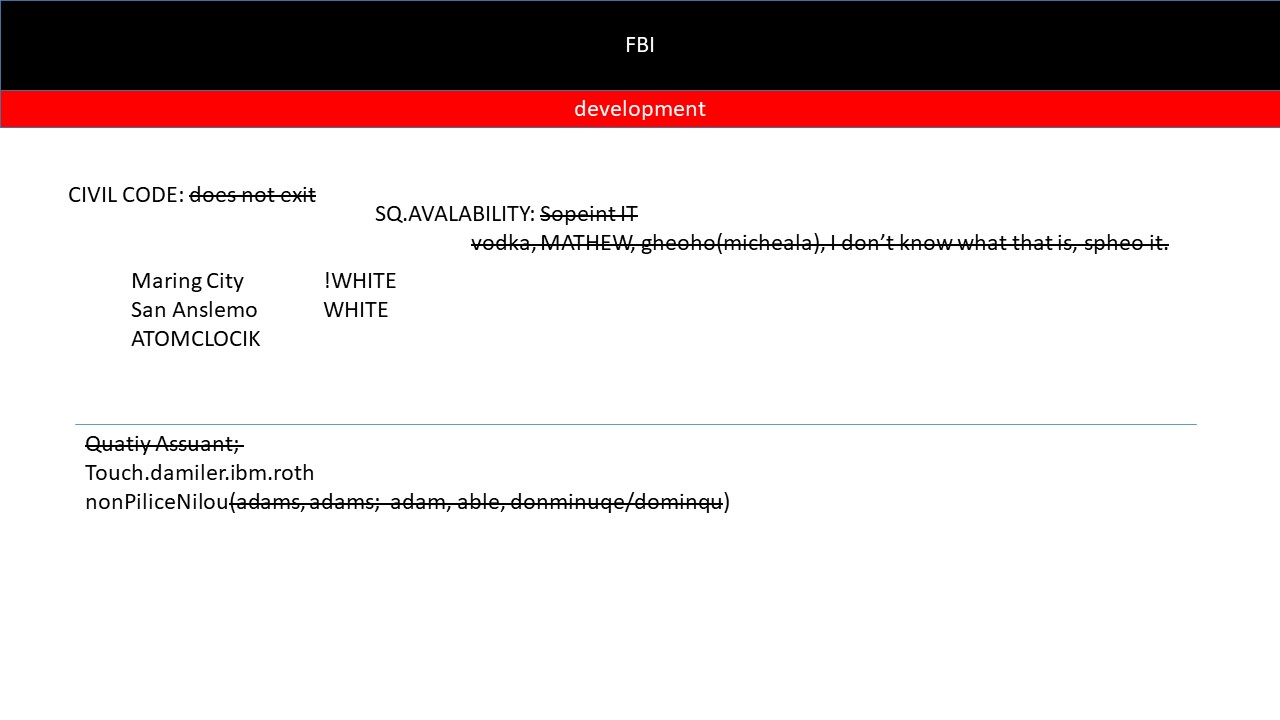 FBI
development
CIVIL CODE: does not exit
SQ.AVALABILITY: Sopeint IT
vodka, MATHEW, gheoho(micheala), I don’t know what that is, spheo it.
Maring City !WHITE
San Anslemo WHITE
ATOMCLOCIK
Quatiy Assuant;
Touch.damiler.ibm.roth
nonPiliceNilou(adams, adams;  adam, able, donminuqe/dominqu)